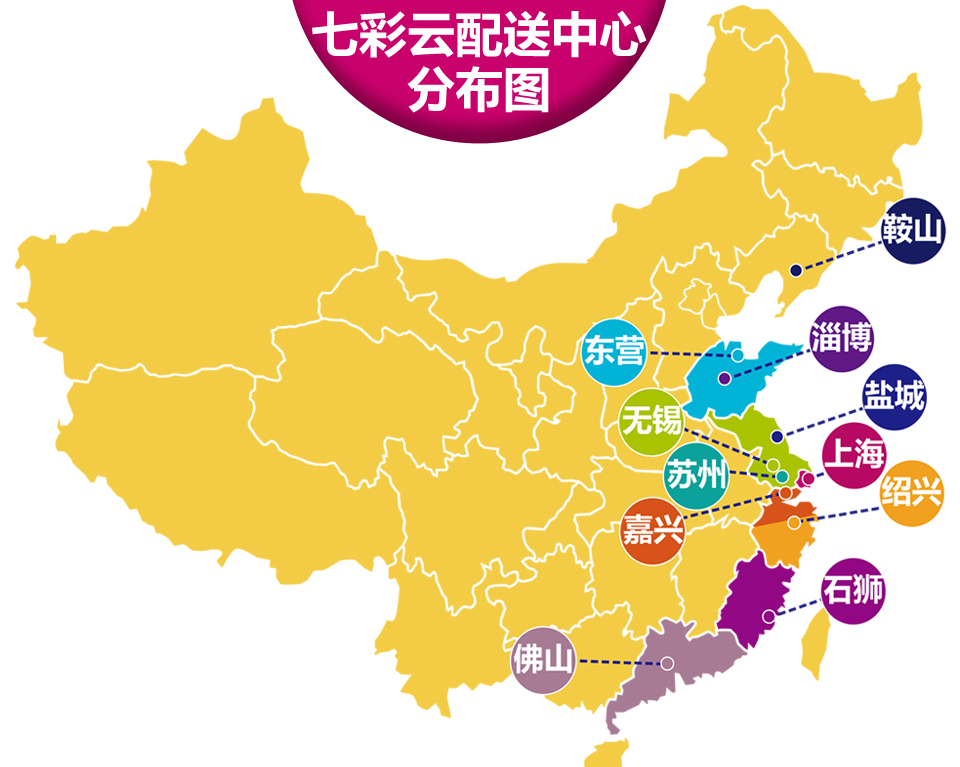 七彩云配送中心
分布图
鞍山
淄博
东营
盐城
无锡
上海
苏州
绍兴
嘉兴
石狮
佛山